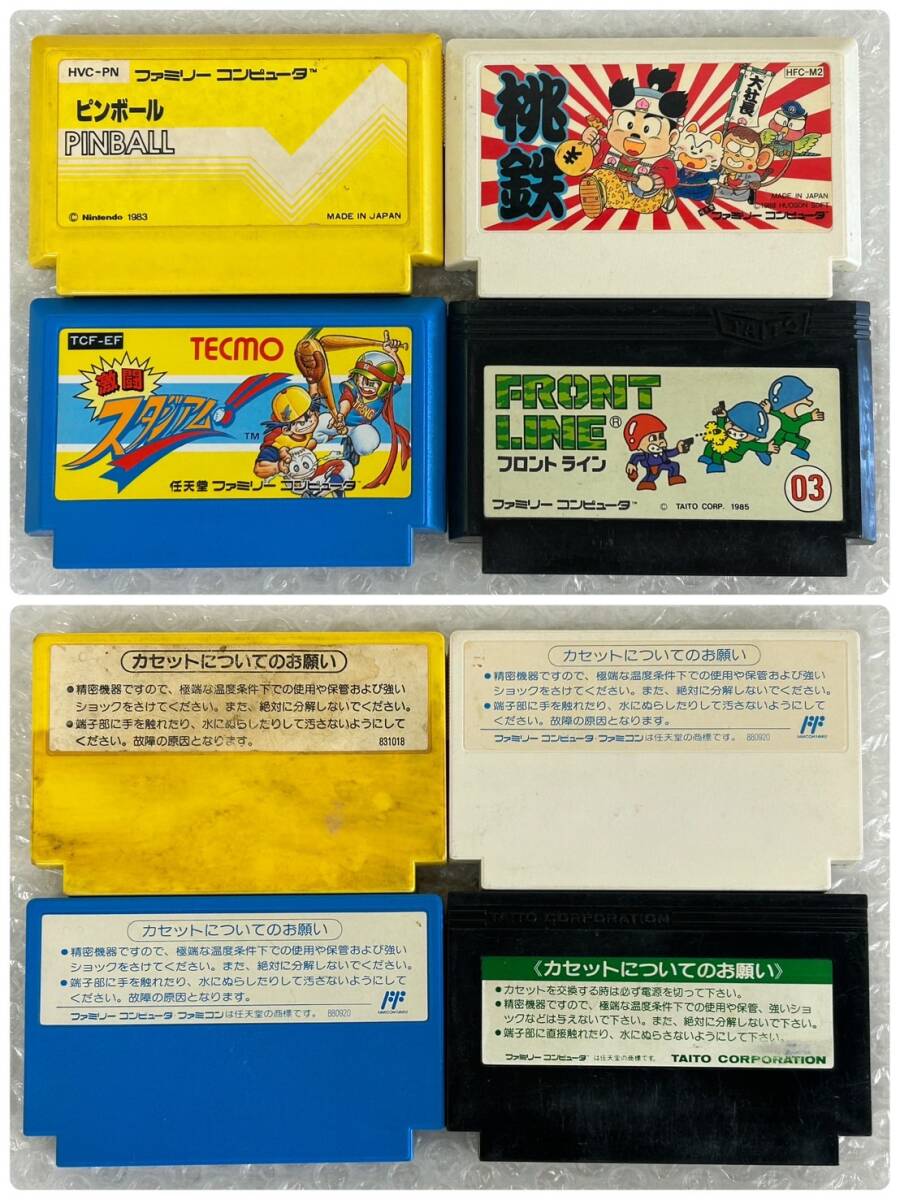 HVC-PN ファミリー コンピュータ™
ピンボール
PINBALL
© Nintendo 1983 MADE IN JAPAN
HFC-M2
桃鉄
大社長
MADE IN JAPAN
©1988 HUDSON SOFT
ファミリー コンピュータ™
TCF-EF
TECMO
激闘
スタジアム!!
™
任天堂 ファミリー コンピュータ™
TAITO
FRONT
LINE®
フロント ライン
03
ファミリー コンピュータ™ © TAITO CORP. 1985
カセットについてのお願い
●精密機器ですので、極端な温度条件下での使用や保管および強い
ショックをさけてください。また、絶対に分解しないでください。
●端子部に手を触れたり、水にぬらしたりして汚さないようにして
ください。故障の原因となります。
831018
カセットについてのお願い
●精密機器ですので、極端な温度条件下での使用や保管および強い
ショックをさけてください。また、絶対に分解しないでください。
●端子部に手を触れたり、水にぬらしたりして汚さないようにして
ください。故障の原因となります。
ファミリー コンピュータ・ファミコンは任天堂の商標です。 880920
カセットについてのお願い
●精密機器ですので、極端な温度条件下での使用や保管および強い
ショックをさけてください。また、絶対に分解しないでください。
●端子部に手を触れたり、水にぬらしたりして汚さないようにして
ください。故障の原因となります。
ファミリー コンピュータ・ファミコンは任天堂の商標です。 880920
TAITO CORPORATION
《カセットについてのお願い》
●カセットを交換する時は必ず電源を切って下さい。
●精密機器ですので、極端な温度条件下での使用や保管、強いショ
ックなどは与えないで下さい。また、絶対に分解しないで下さい。
●端子部に直接触れたり、水にぬらさないようにして下さい。
ファミリー コンピュータ™は任天堂の商標です。 TAITO CORPORATION